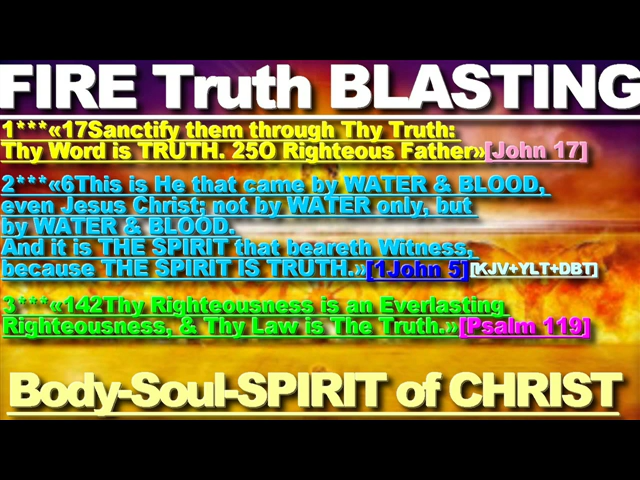 FIRE Truth BLASTING
1***«17Sanctify them through Thy Truth:
Thy Word is TRUTH. 25O Righteous Father»[John 17]
2***«6This is He that came by WATER & BLOOD,
even Jesus Christ; not by WATER only, but
by WATER & BLOOD.
And it is THE SPIRIT that beareth Witness,
because THE SPIRIT IS TRUTH.»[1John 5][KJV+YLT+DBT]
3***«142Thy Righteousness is an Everlasting
Righteousness, & Thy Law is The Truth.»[Psalm 119]
Body-Soul-SPIRIT of CHRIST